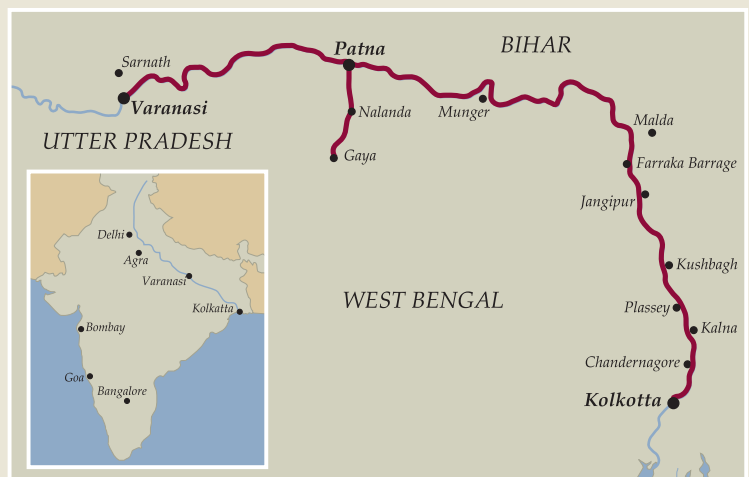 BIHAR
Patna
Sarnath
Varanasi
Munger
Nalanda
Malda
UTTER PRADESH
Gaya
Farraka Barrage
Jangipur
Delhi
Agra
Kushbagh
Varanasi
WEST BENGAL
Kolkatta
Plassey
Bombay
Kalna
Chandernagore
Goa
Bangalore
Kolkotta